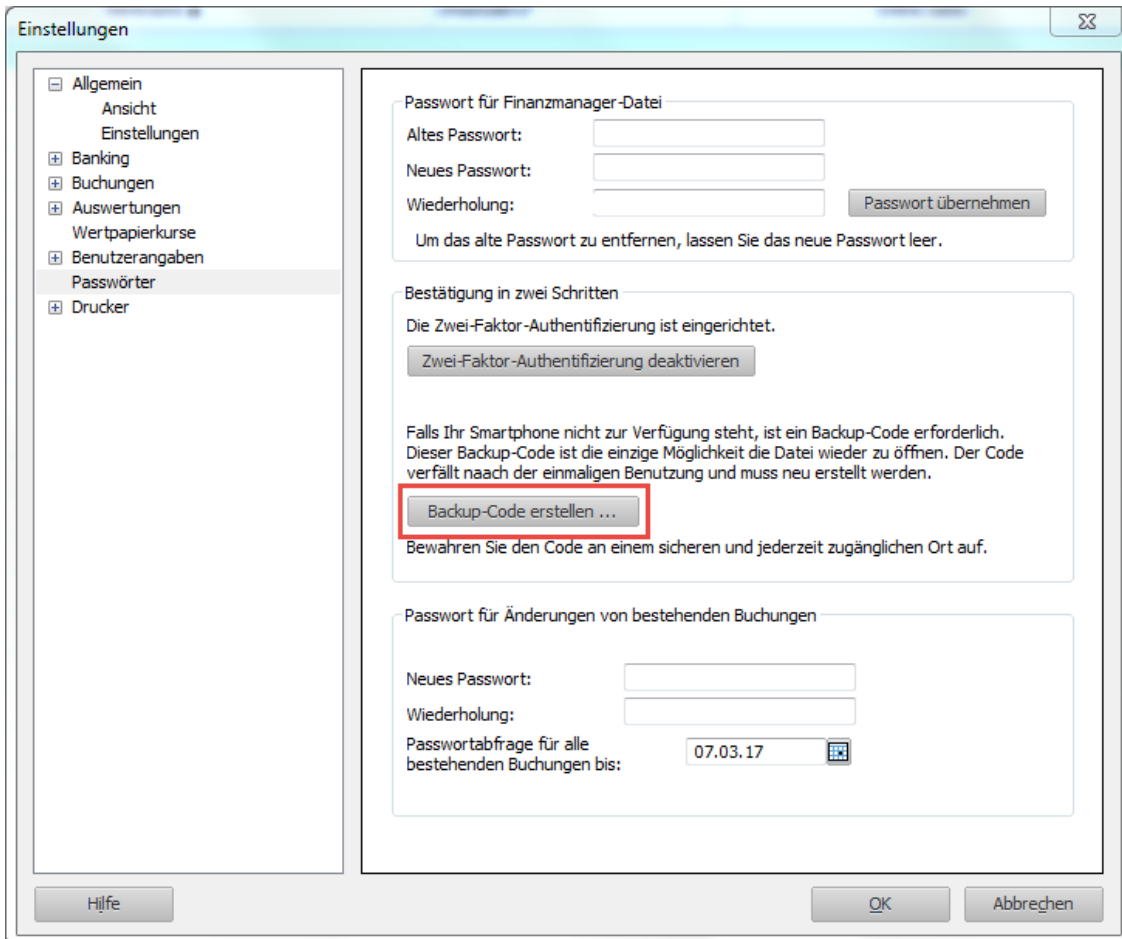 Einstellungen
Allgemein
Ansicht
Einstellungen
Banking
Buchungen
Auswertungen
Wertpapierkurse
Benutzerangaben
Passwörter
Drucker
Passwort für Finanzmanager-Datei
Altes Passwort:
Neues Passwort:
Wiederholung:
Passwort übernehmen
Um das alte Passwort zu entfernen, lassen Sie das neue Passwort leer.
Bestätigung in zwei Schritten
Die Zwei-Faktor-Authentifizierung ist eingerichtet.
Zwei-Faktor-Authentifizierung deaktivieren
Falls Ihr Smartphone nicht zur Verfügung steht, ist ein Backup-Code erforderlich.
Dieser Backup-Code ist die einzige Möglichkeit die Datei wieder zu öffnen. Der Code
verfällt naach der einmaligen Benutzung und muss neu erstellt werden.
Backup-Code erstellen ...
Bewahren Sie den Code an einem sicheren und jederzeit zugänglichen Ort auf.
Passwort für Änderungen von bestehenden Buchungen
Neues Passwort:
Wiederholung:
Passwortabfrage für alle
bestehenden Buchungen bis:
07.03.17
Hilfe
OK
Abbrechen